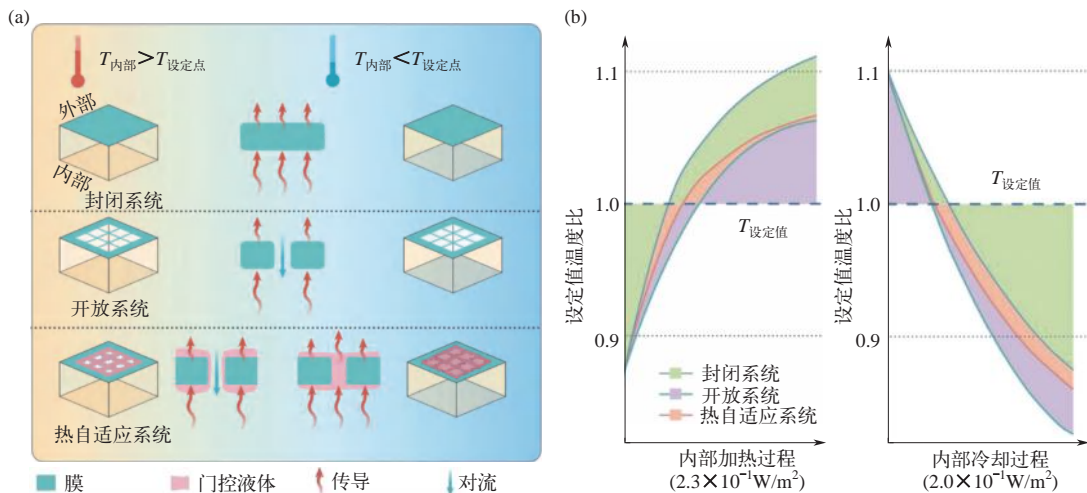 (a)
T内部>T设定点
T内部<T设定点
外部
内部
封闭系统
开放系统
热自适应系统
膜
门控液体
传导
对流
(b)
设定值温度比
1.1
1.0
0.9
T设定值
封闭系统
开放系统
热自适应系统
内部加热过程
(2.3×10⁻¹W/m²)
设定值温度比
1.1
1.0
0.9
T设定值
内部冷却过程
(2.0×10⁻¹W/m²)